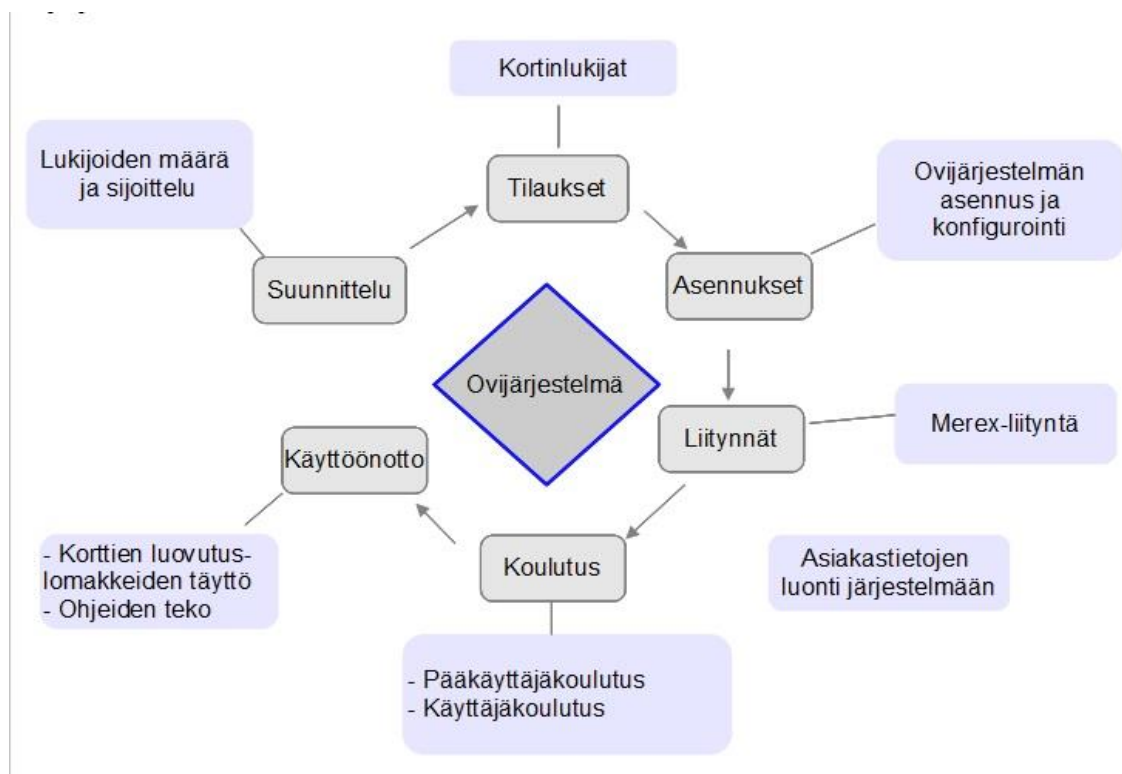 Kortinlukijat
Lukijoiden määrä
ja sijoittelu
Tilaukset
Ovijärjestelmän
asennus ja
konfigurointi
Suunnittelu
Asennukset
Ovijärjestelmä
Liitynnät
Merex-liityntä
Käyttöönotto
- Korttien luovutus-
lomakkeiden täyttö
- Ohjeiden teko
Koulutus
Asiakastietojen
luonti järjestelmään
- Pääkäyttäjäkoulutus
- Käyttäjäkoulutus